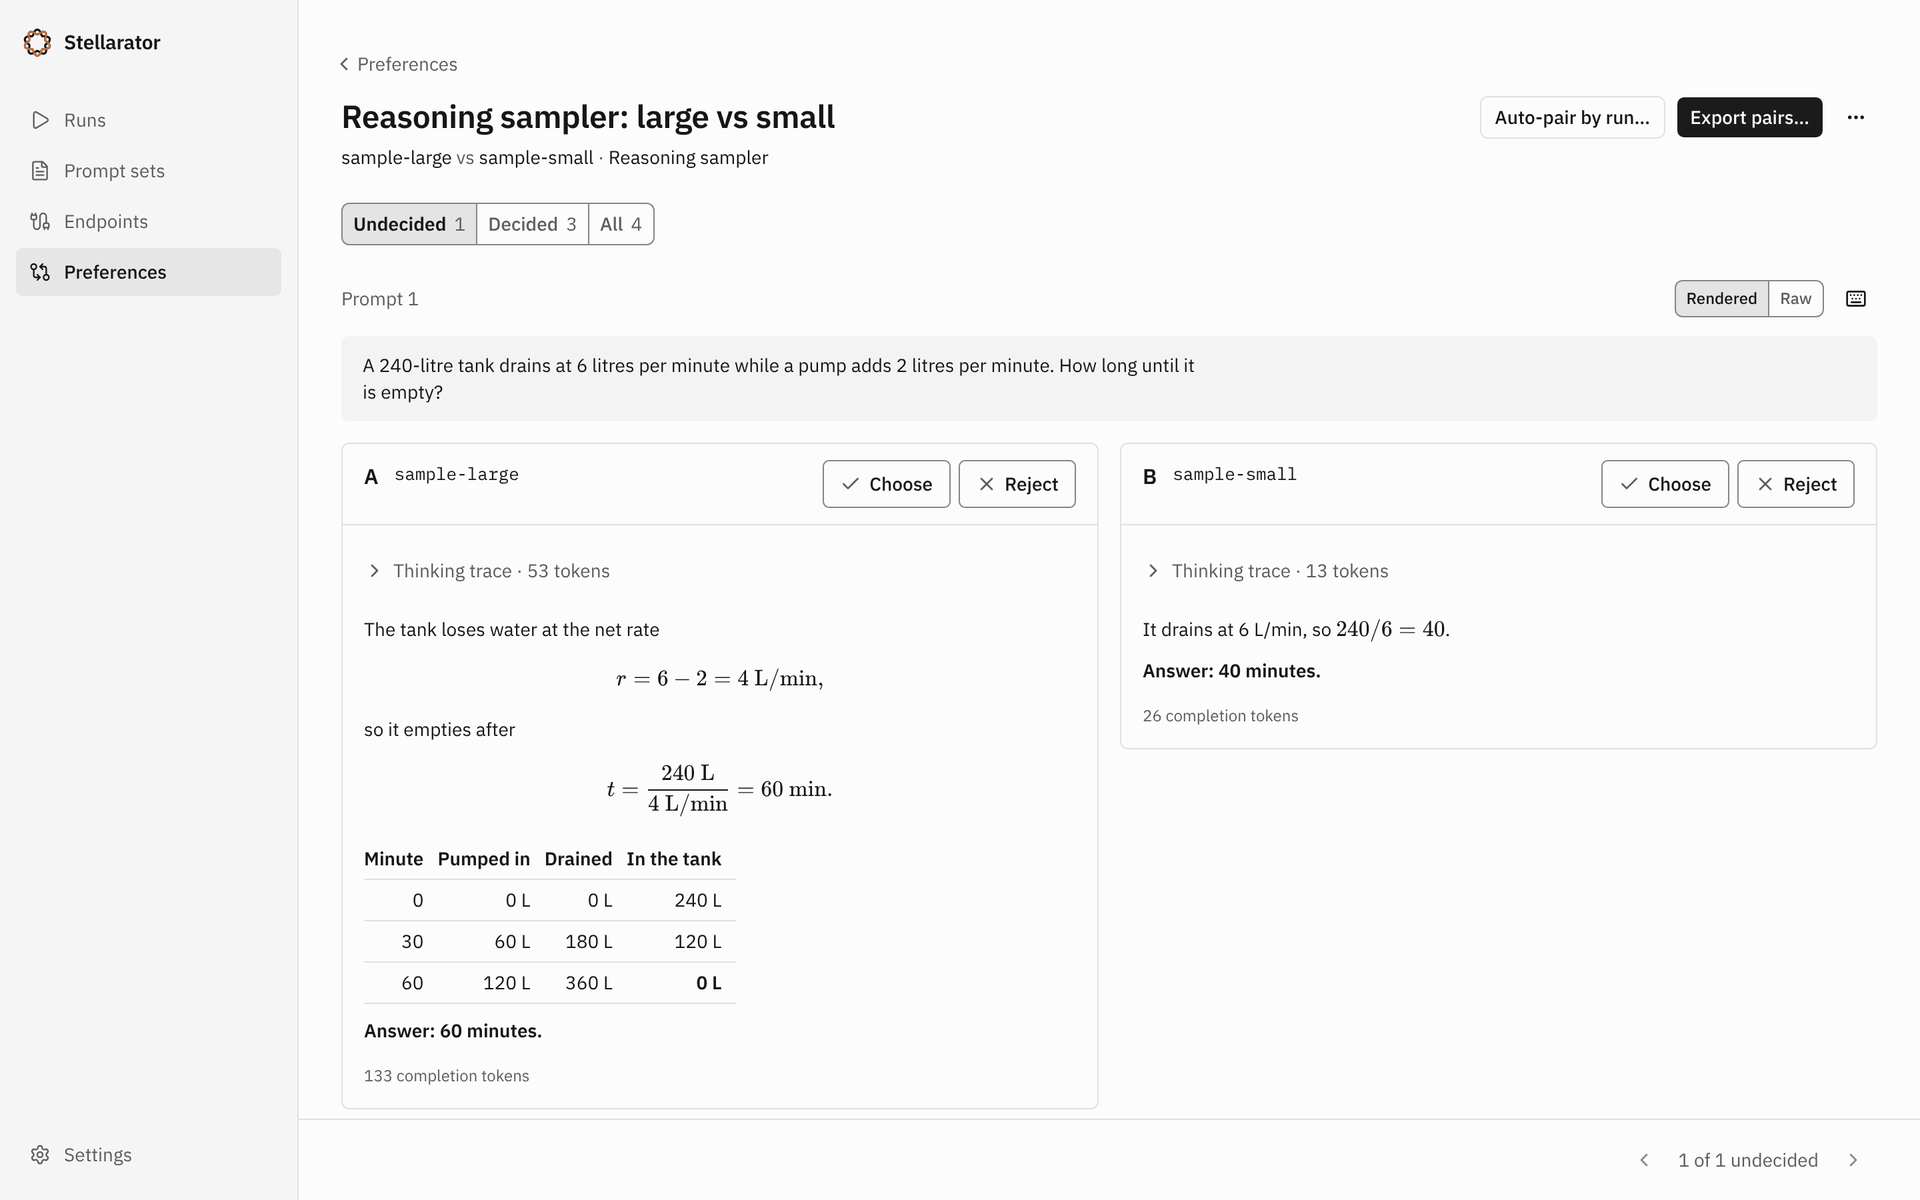 Stellarator
Runs
Prompt sets
Endpoints
Preferences
Settings
Preferences
Reasoning sampler: large vs small
sample-large vs sample-small · Reasoning sampler
Auto-pair by run...
Export pairs...
Undecided 1
Decided 3
All 4
Prompt 1
Rendered
Raw
A 240-litre tank drains at 6 litres per minute while a pump adds 2 litres per minute. How long until it
is empty?
A sample-large
Choose
Reject
Thinking trace · 53 tokens
The tank loses water at the net rate
r = 6 − 2 = 4 L/min,
so it empties after
t = 240 L / 4 L/min = 60 min.
Minute Pumped in Drained In the tank
0 0 L 0 L 240 L
30 60 L 180 L 120 L
60 120 L 360 L 0 L
Answer: 60 minutes.
133 completion tokens
B sample-small
Choose
Reject
Thinking trace · 13 tokens
It drains at 6 L/min, so 240/6 = 40.
Answer: 40 minutes.
26 completion tokens
1 of 1 undecided